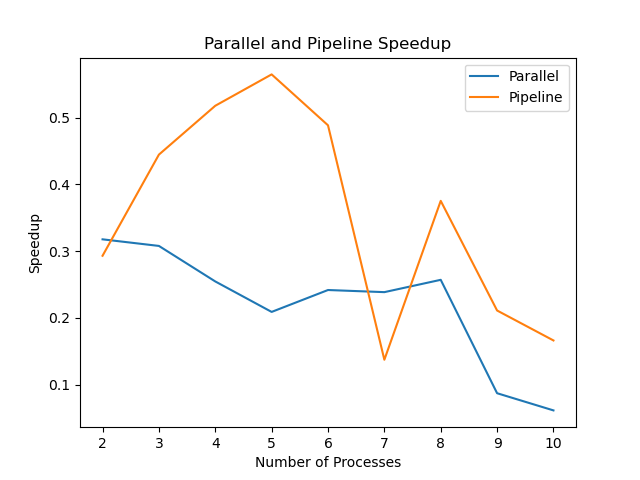 Parallel and Pipeline Speedup
Parallel
Pipeline
Speedup
0.5
0.4
0.3
0.2
0.1
2 3 4 5 6 7 8 9 10
Number of Processes